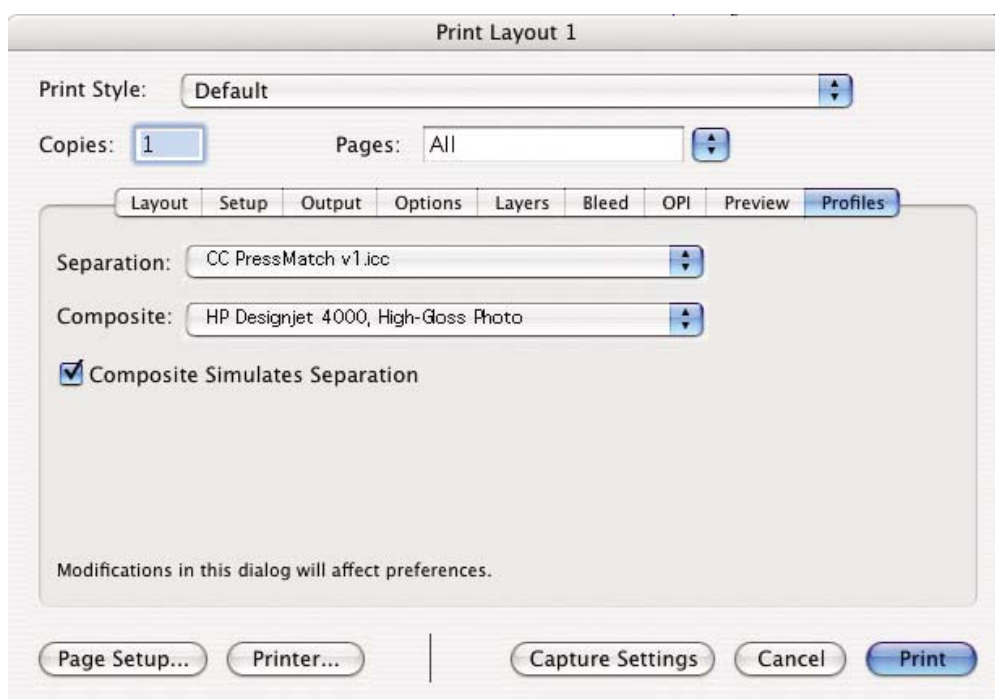 Print Layout 1
Print Style: Default
Copies: 1 Pages: All
Layout Setup Output Options Layers Bleed OPI Preview Profiles
Separation: CC PressMatch v1.icc
Composite: HP Designjet 4000, High-Gloss Photo
Composite Simulates Separation
Modifications in this dialog will affect preferences.
Page Setup... Printer... Capture Settings Cancel Print